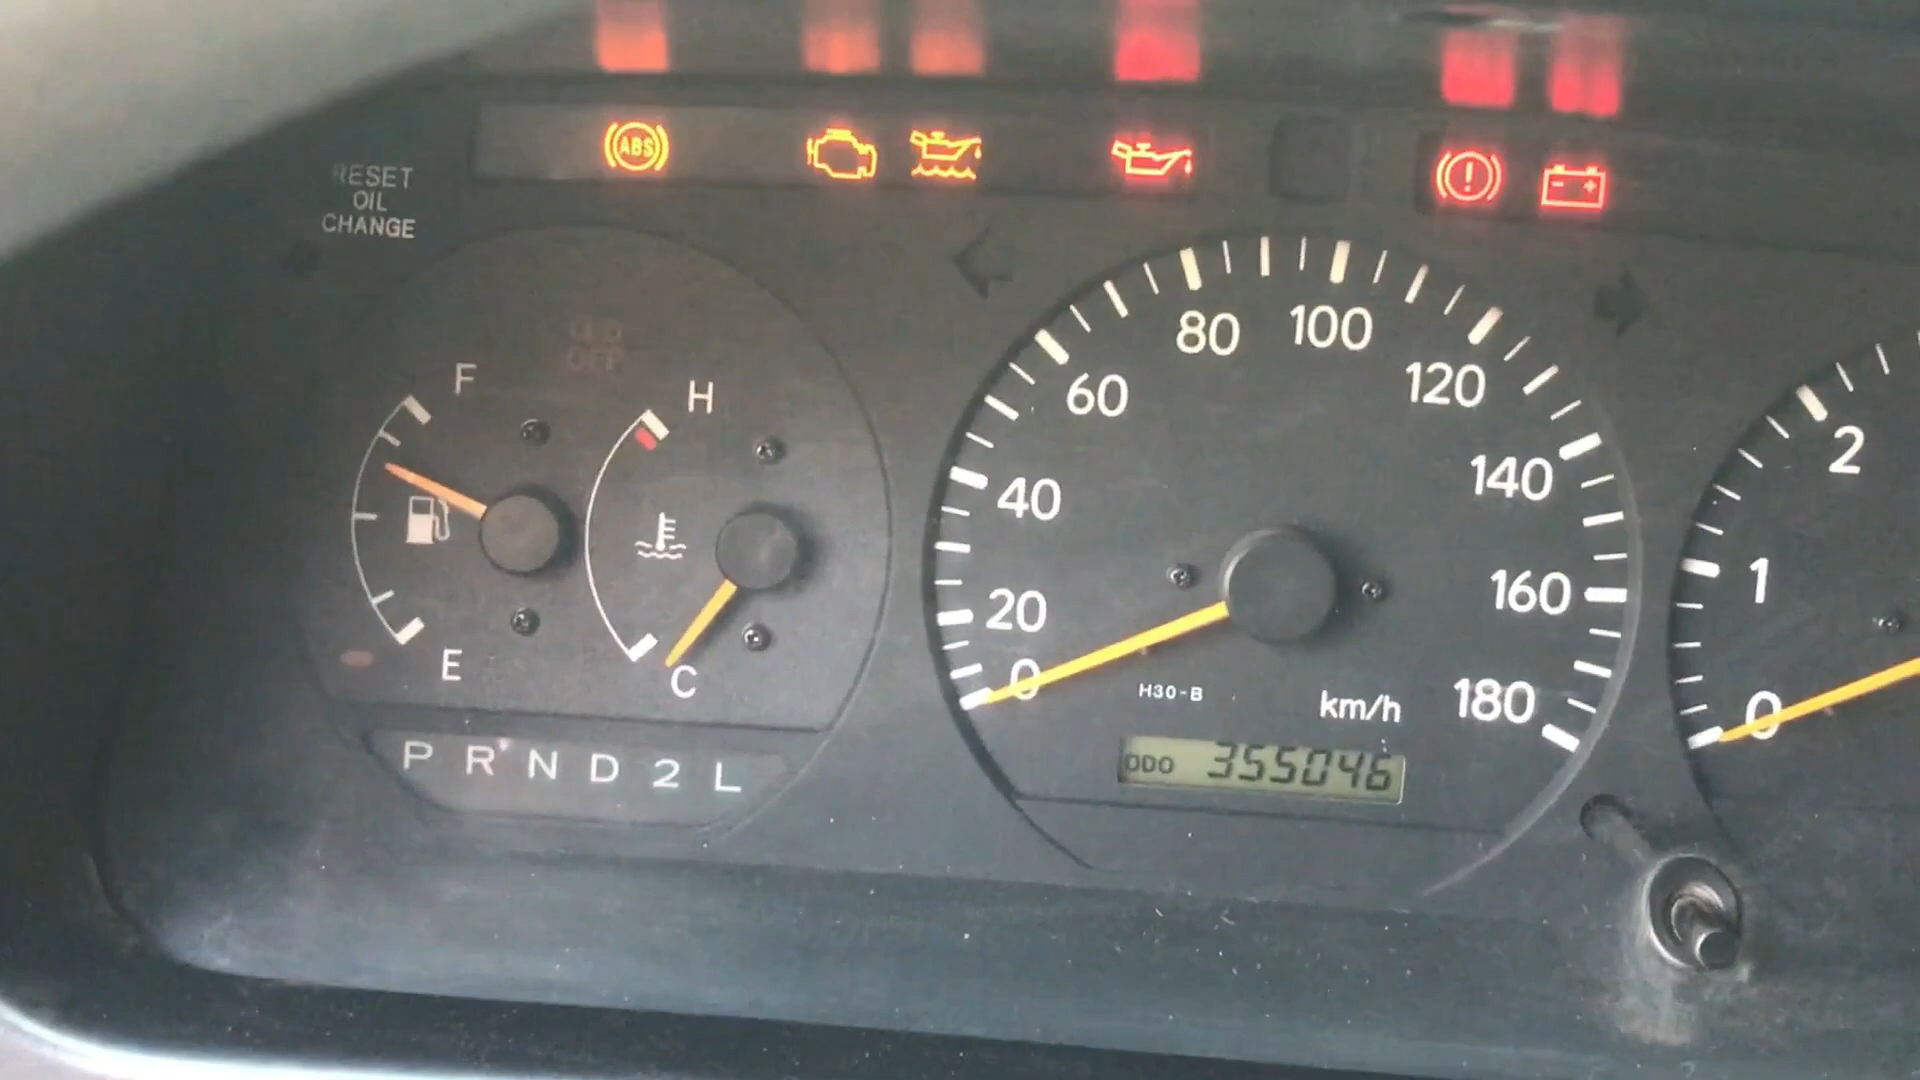 ABS
RESET
OIL
CHANGE
OFF
F
H
E
C
P R N D 2 L
0
20
40
60
80
100
120
140
160
180
H30-B
km/h
ODO 355046
0
1
2